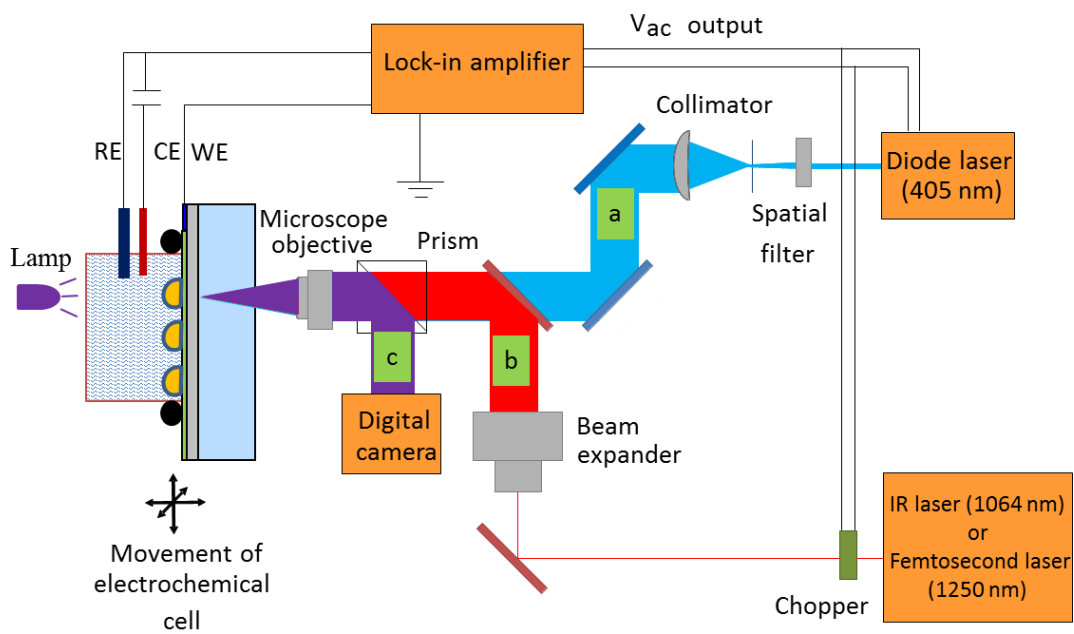 V_ac output
Lock-in amplifier
Collimator
RE
CE
WE
Diode laser
(405 nm)
Microscope
objective
Prism
a
Spatial
filter
Lamp
c
b
Digital
camera
Beam
expander
IR laser (1064 nm)
or
Femtosecond laser
(1250 nm)
Movement of
electrochemical
cell
Chopper